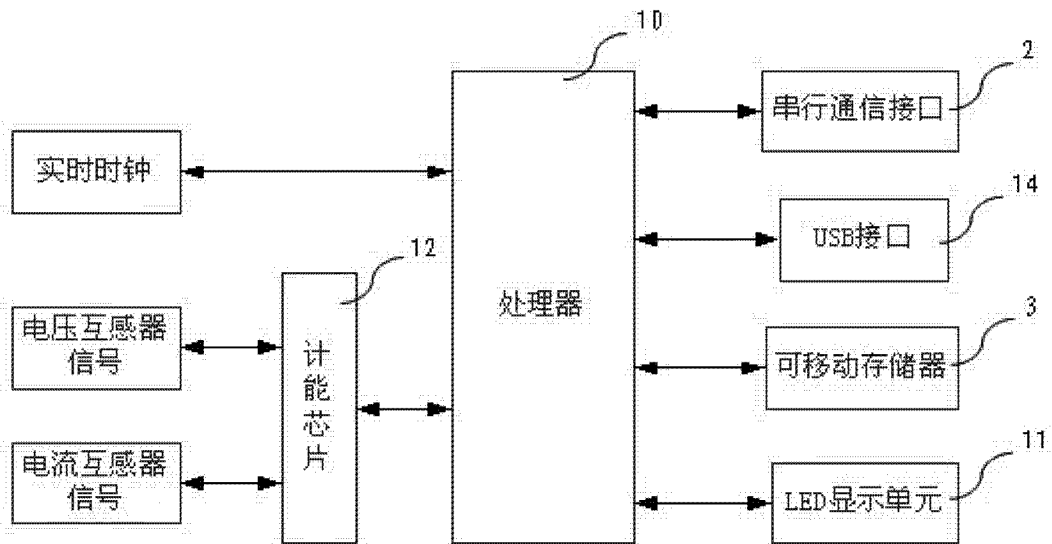 10
2
串行通信接口
实时时钟
14
USB接口
12
处理器
电压互感器
信号
计
能
芯
片
3
可移动存储器
电流互感器
信号
11
LED显示单元